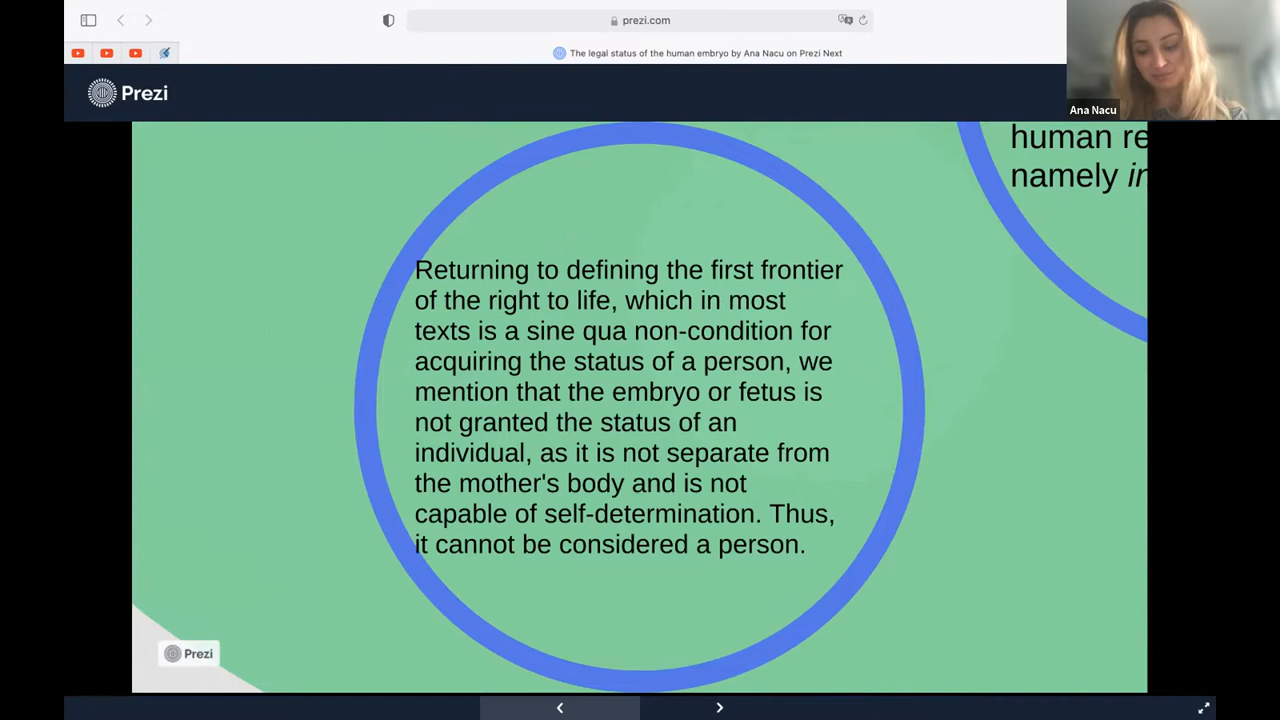 prezi.com
The legal status of the human embryo by Ana Nacu on Prezi Next
Prezi
Ana Nacu
human re
namely in
Returning to defining the first frontier
of the right to life, which in most
texts is a sine qua non-condition for
acquiring the status of a person, we
mention that the embryo or fetus is
not granted the status of an
individual, as it is not separate from
the mother's body and is not
capable of self-determination. Thus,
it cannot be considered a person.
Prezi